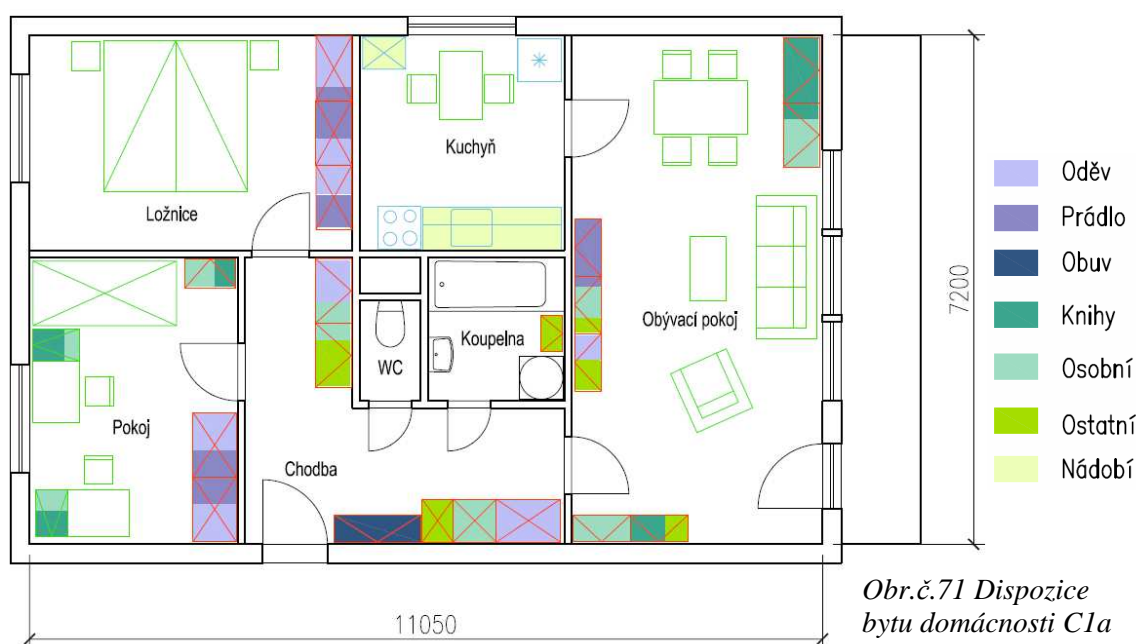 Kuchyň
Ložnice
Obývací pokoj
Koupelna
WC
Pokoj
Chodba
7200
11050
Oděv
Prádlo
Obuv
Knihy
Osobní
Ostatní
Nádobí
Obr.č.71 Dispozice
bytu domácnosti C1a